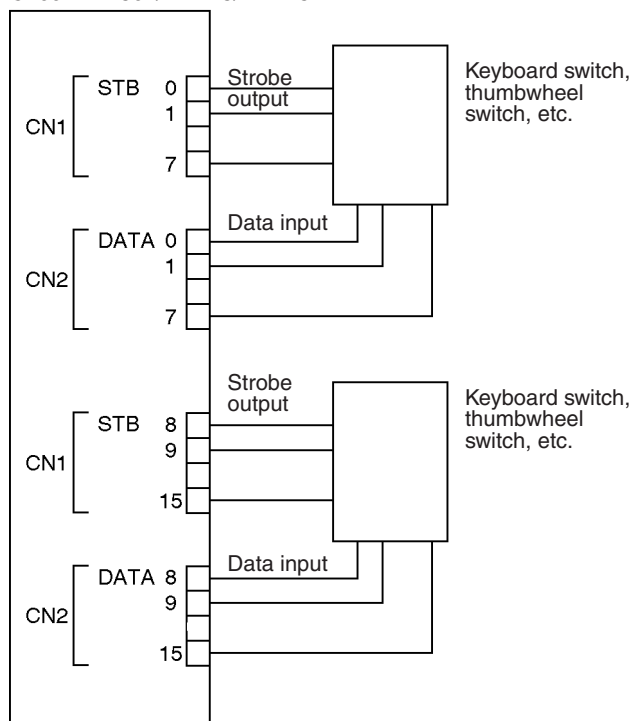 STB 0
Strobe
output
Keyboard switch,
thumbwheel
switch, etc.
1
CN1
7
DATA 0
Data input
1
CN2
7
Strobe
output
Keyboard switch,
thumbwheel
switch, etc.
STB 8
9
CN1
15
DATA 8
Data input
9
CN2
15